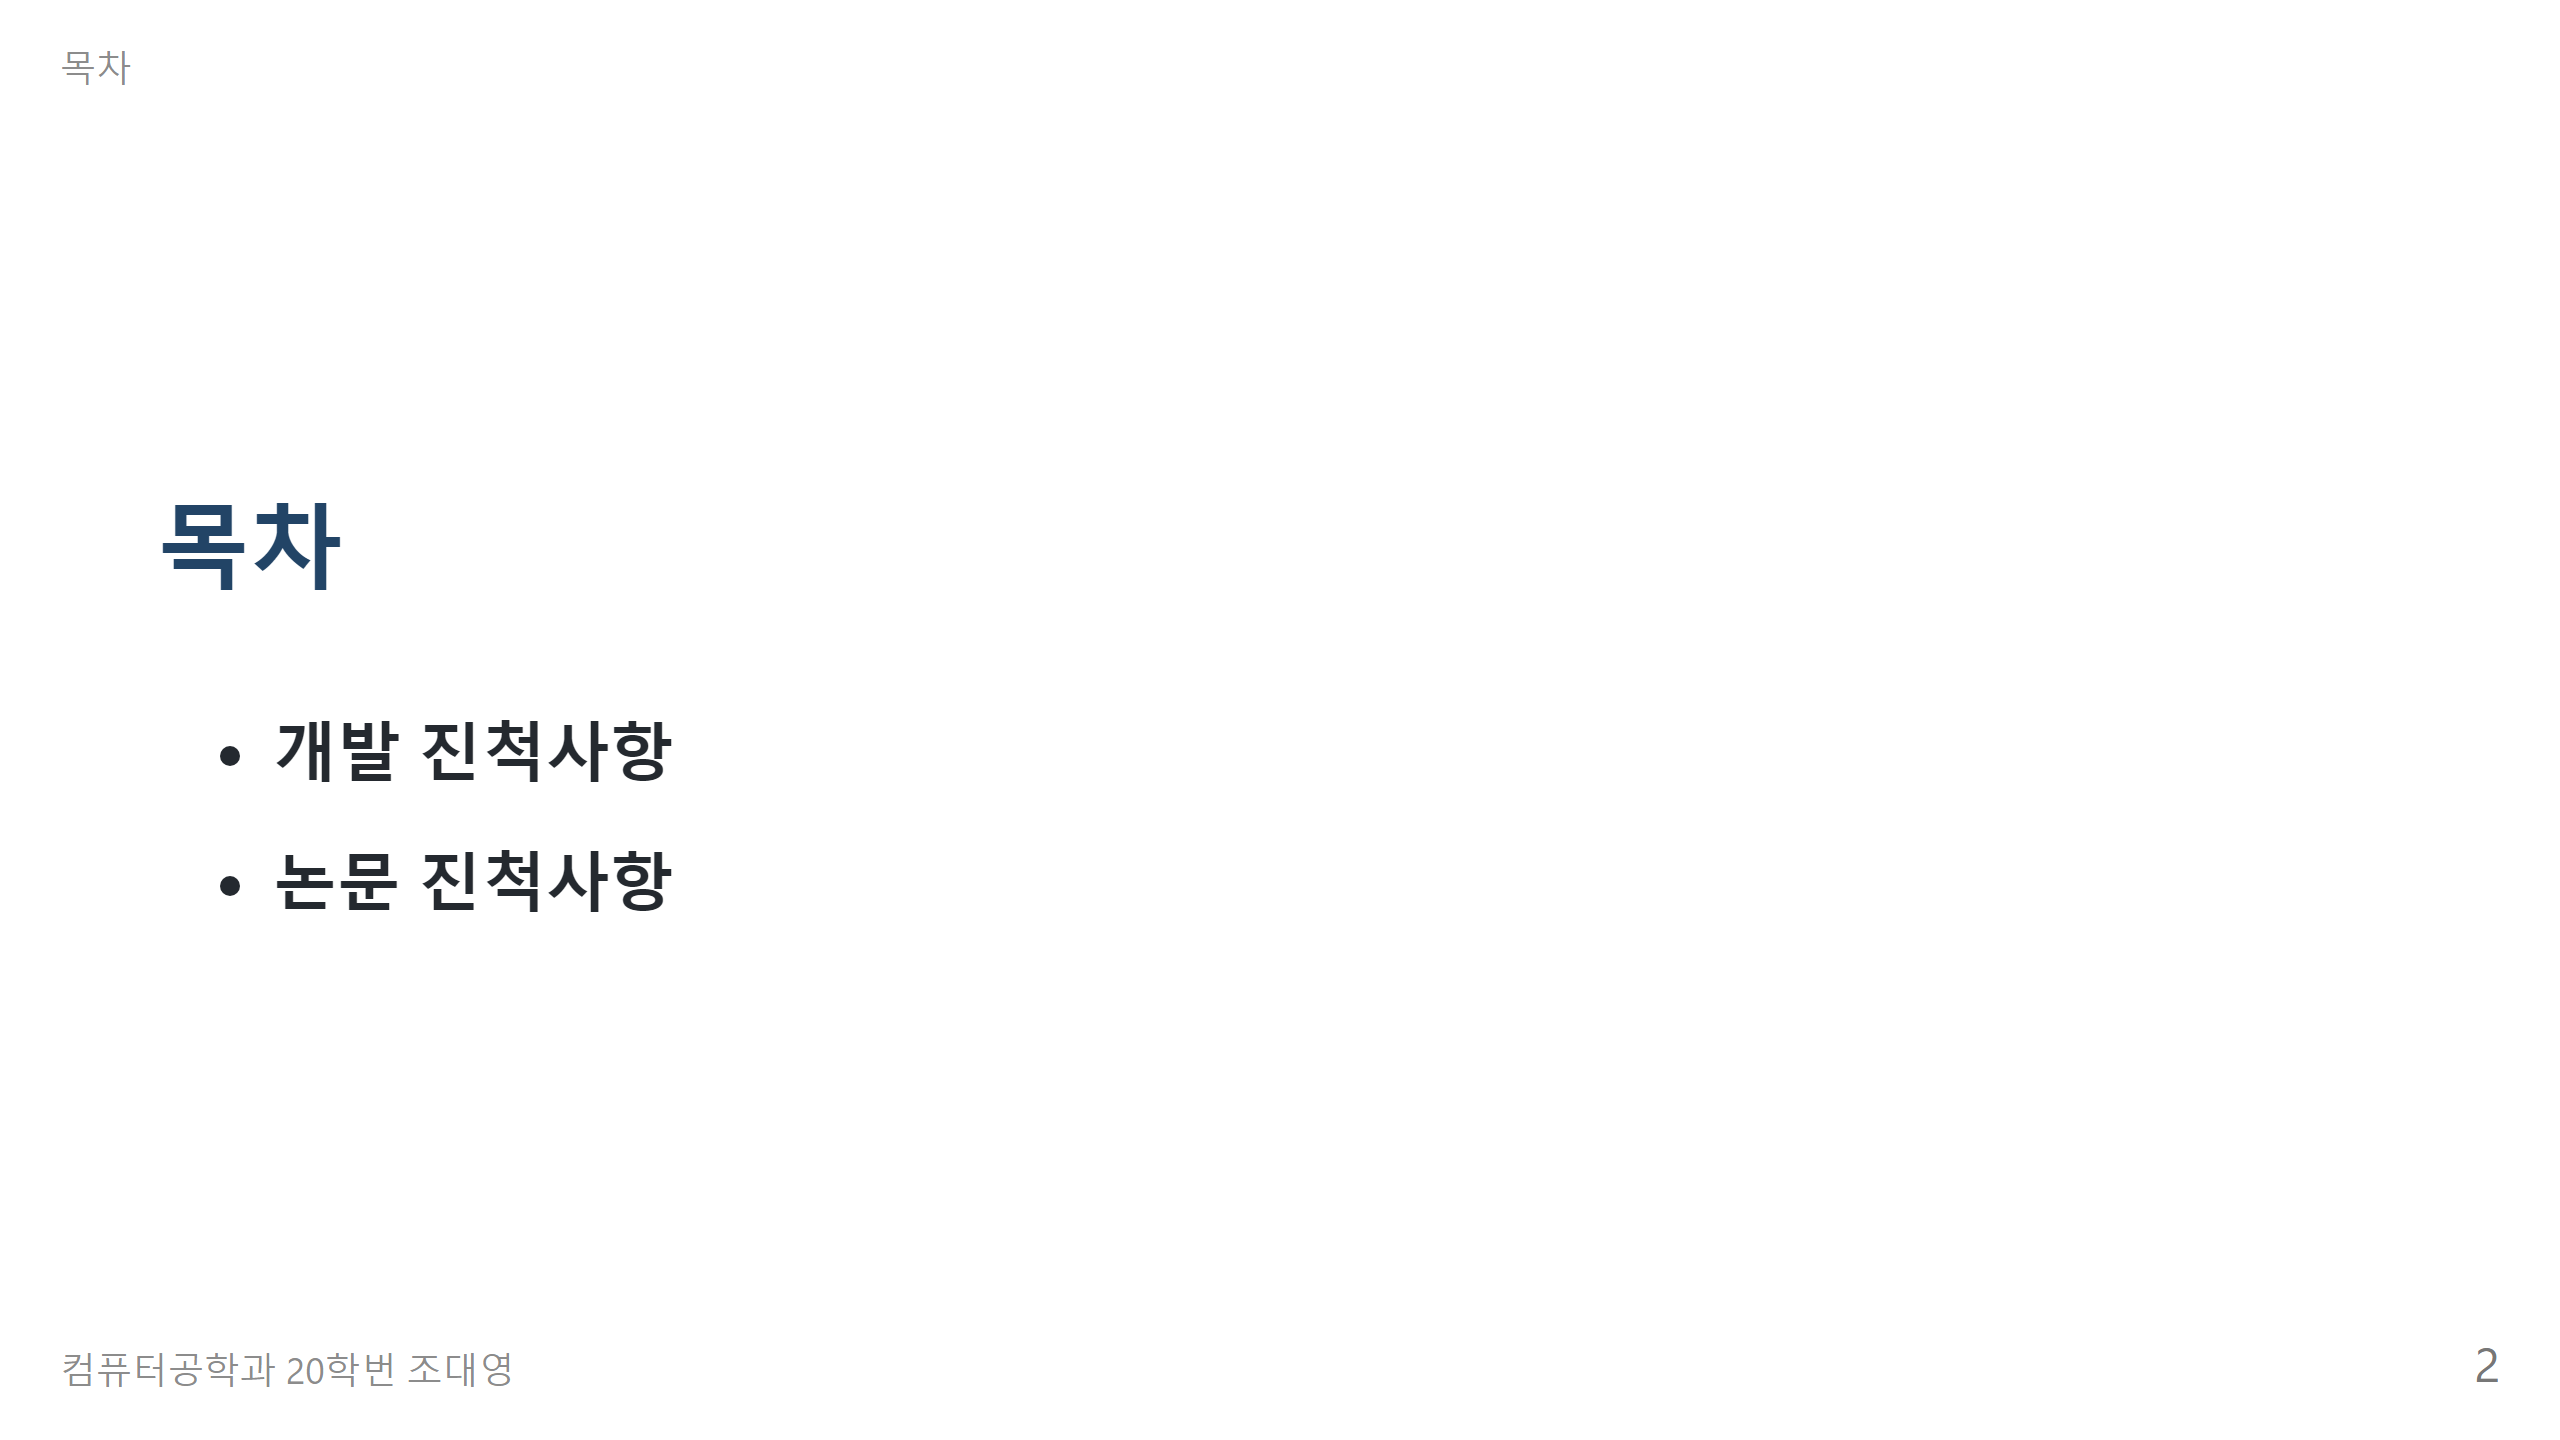 목차
목차
• 개발 진척사항
• 논문 진척사항
컴퓨터공학과 20학번 조대영
2